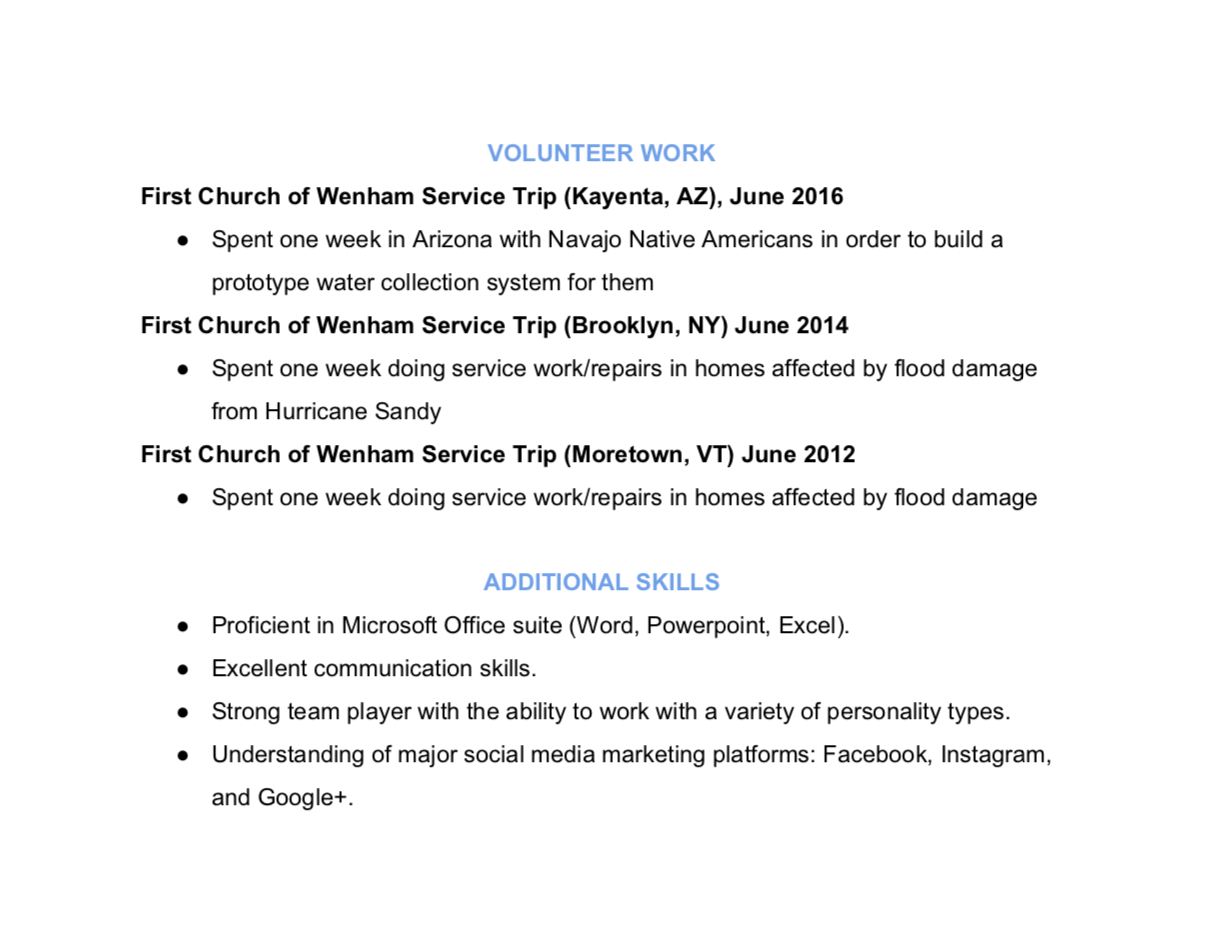 VOLUNTEER WORK
First Church of Wenham Service Trip (Kayenta, AZ), June 2016
● Spent one week in Arizona with Navajo Native Americans in order to build a
prototype water collection system for them
First Church of Wenham Service Trip (Brooklyn, NY) June 2014
● Spent one week doing service work/repairs in homes affected by flood damage
from Hurricane Sandy
First Church of Wenham Service Trip (Moretown, VT) June 2012
● Spent one week doing service work/repairs in homes affected by flood damage
ADDITIONAL SKILLS
● Proficient in Microsoft Office suite (Word, Powerpoint, Excel).
● Excellent communication skills.
● Strong team player with the ability to work with a variety of personality types.
● Understanding of major social media marketing platforms: Facebook, Instagram,
and Google+.